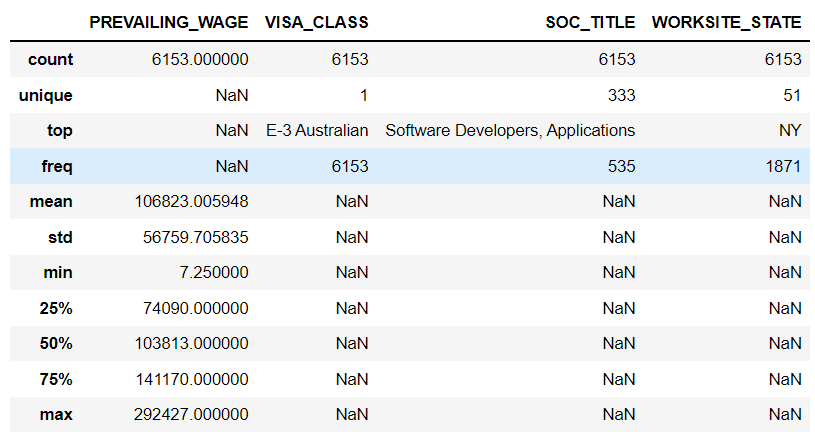 PREVAILING_WAGE VISA_CLASS SOC_TITLE WORKSITE_STATE
count 6153.000000 6153 6153 6153
unique NaN 1 333 51
top NaN E-3 Australian Software Developers, Applications NY
freq NaN 6153 535 1871
mean 106823.005948 NaN NaN NaN
std 56759.705835 NaN NaN NaN
min 7.250000 NaN NaN NaN
25% 74090.000000 NaN NaN NaN
50% 103813.000000 NaN NaN NaN
75% 141170.000000 NaN NaN NaN
max 292427.000000 NaN NaN NaN